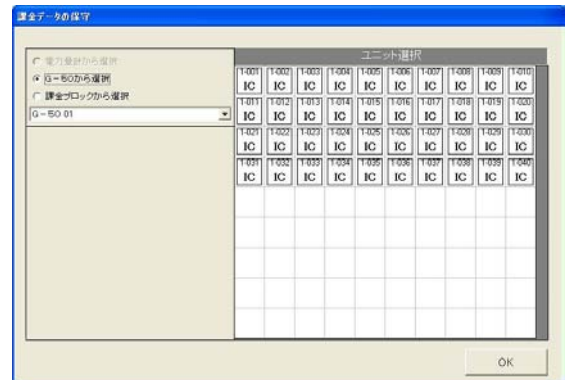 課金データの保守
電力量計から選択
G-50から選択
課金ブロックから選択
G-50 01
ユニット選択
1-001 1-002 1-003 1-004 1-005 1-006 1-007 1-008 1-009 1-010
IC IC IC IC IC IC IC IC IC IC
1-011 1-012 1-013 1-014 1-015 1-016 1-017 1-018 1-019 1-020
IC IC IC IC IC IC IC IC IC IC
1-021 1-022 1-023 1-024 1-025 1-026 1-027 1-028 1-029 1-030
IC IC IC IC IC IC IC IC IC IC
1-031 1-032 1-033 1-034 1-035 1-036 1-037 1-038 1-039 1-040
IC IC IC IC IC IC IC IC IC IC
OK